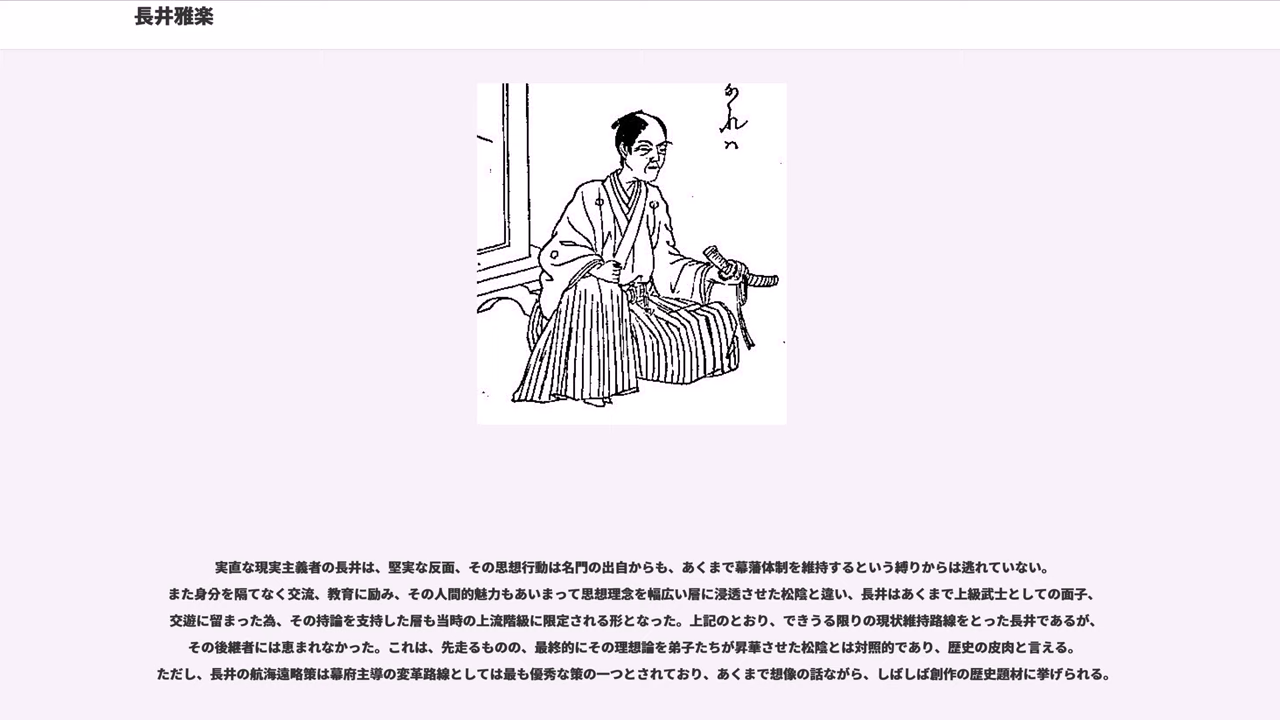 長井雅楽
実直な現実主義者の長井は、堅実な反面、その思想行動は名門の出自からも、あくまで幕藩体制を維持するという縛りからは逃れていない。
また身分を隔てなく交流、教育に励み、その人間的魅力もあいまって思想理念を幅広い層に浸透させた松陰と違い、長井はあくまで上級武士としての面子、
交遊に留まった為、その持論を支持した層も当時の上流階級に限定される形となった。上記のとおり、できうる限りの現状維持路線をとった長井であるが、
その後継者には恵まれなかった。これは、先走るものの、最終的にその理想論を弟子たちが昇華させた松陰とは対照的であり、歴史の皮肉と言える。
ただし、長井の航海遠略策は幕府主導の変革路線としては最も優秀な策の一つとされており、あくまで想像の話ながら、しばしば創作の歴史題材に挙げられる。